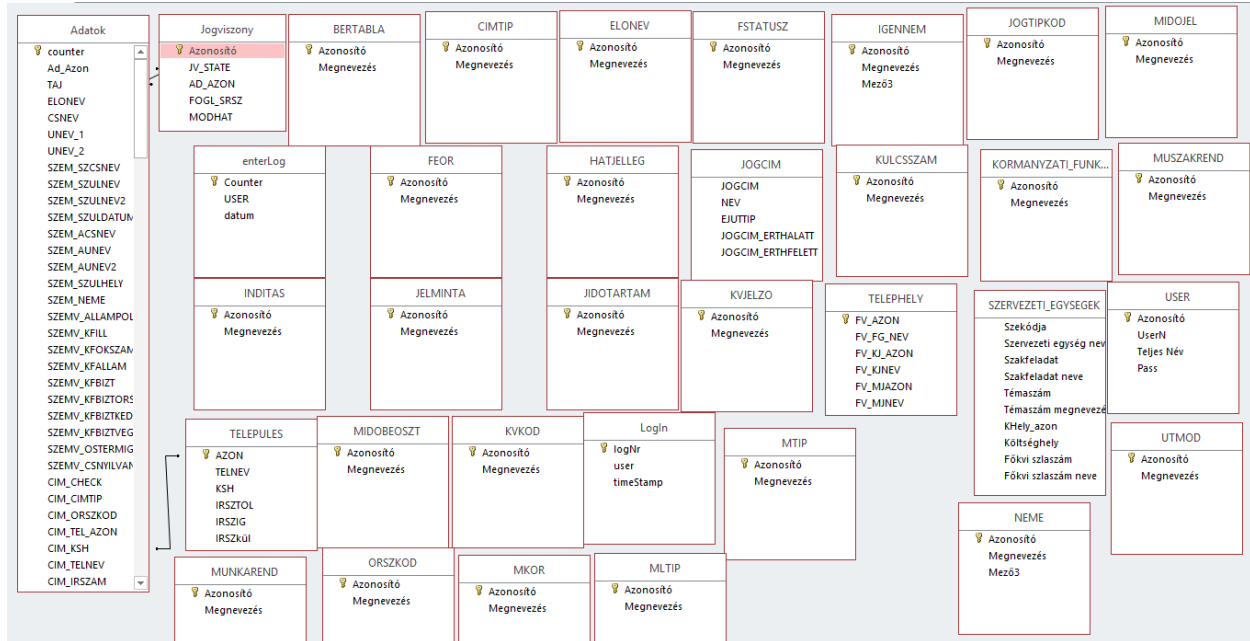 Adatok
counter
Ad_Azon
TAJ
ELONEV
CSNEV
UNEV_1
UNEV_2
SZEM_SZCSNEV
SZEM_SZULNEV
SZEM_SZULNEV2
SZEM_SZULDATUM
SZEM_ACSNEV
SZEM_AUNEV
SZEM_AUNEV2
SZEM_SZULHELY
SZEM_NEME
SZEMV_ALLAMPOL
SZEMV_KFILL
SZEMV_KFOKSZAM
SZEMV_KFALLAM
SZEMV_KFBIZT
SZEMV_KFBIZTORS
SZEMV_KFBIZTKED
SZEMV_KFBIZTVEG
SZEMV_OSTERMIG
SZEMV_CSNYILVAN
CIM_CHECK
CIM_CIMTIP
CIM_ORSZKOD
CIM_TEL_AZON
CIM_KSH
CIM_TELNEV
CIM_IRSZAM
Jogviszony
Azonosító
JV_STATE
AD_AZON
FOGL_SRSZ
MODHAT
BERTABLA
Azonosító
Megnevezés
CIMTIP
Azonosító
Megnevezés
ELONEV
Azonosító
Megnevezés
FSTATUSZ
Azonosító
Megnevezés
IGENNEM
Azonosító
Megnevezés
Mező3
JOGTIPKOD
Azonosító
Megnevezés
MIDOJEL
Azonosító
Megnevezés
enterLog
Counter
USER
datum
FEOR
Azonosító
Megnevezés
HATJELLEG
Azonosító
Megnevezés
JOGCIM
JOGCIM
NEV
EJUTTIP
JOGCIM_ERTHALATT
JOGCIM_ERTHFELETT
KULCSSZAM
Azonosító
Megnevezés
KORMANYZATI_FUNK...
Azonosító
Megnevezés
MUSZAKREND
Azonosító
Megnevezés
INDITAS
Azonosító
Megnevezés
JELMINTA
Azonosító
Megnevezés
JIDOTARTAM
Azonosító
Megnevezés
KVJELZO
Azonosító
Megnevezés
TELEPHELY
FV_AZON
FV_FG_NEV
FV_KJ_AZON
FV_KJNEV
FV_MJAZON
FV_MJNEV
SZERVEZETI_EGYSEGEK
Szekódja
Szervezeti egység nev
Szakfeladat
Szakfeladat neve
Témaszám
Témaszám megnevezé
KHely_azon
Költséghely
Főkvi szlaszám
Főkvi szlaszám neve
USER
Azonosító
UserN
Teljes Név
Pass
TELEPULES
AZON
TELNEV
KSH
IRSZTOL
IRSZIG
IRSZkül
MIDOBEOSZT
Azonosító
Megnevezés
KVKOD
Azonosító
Megnevezés
LogIn
logNr
user
timeStamp
MTIP
Azonosító
Megnevezés
UTMOD
Azonosító
Megnevezés
NEME
Azonosító
Megnevezés
Mező3
MUNKAREND
Azonosító
Megnevezés
ORSZKOD
Azonosító
Megnevezés
MKOR
Azonosító
Megnevezés
MLTIP
Azonosító
Megnevezés